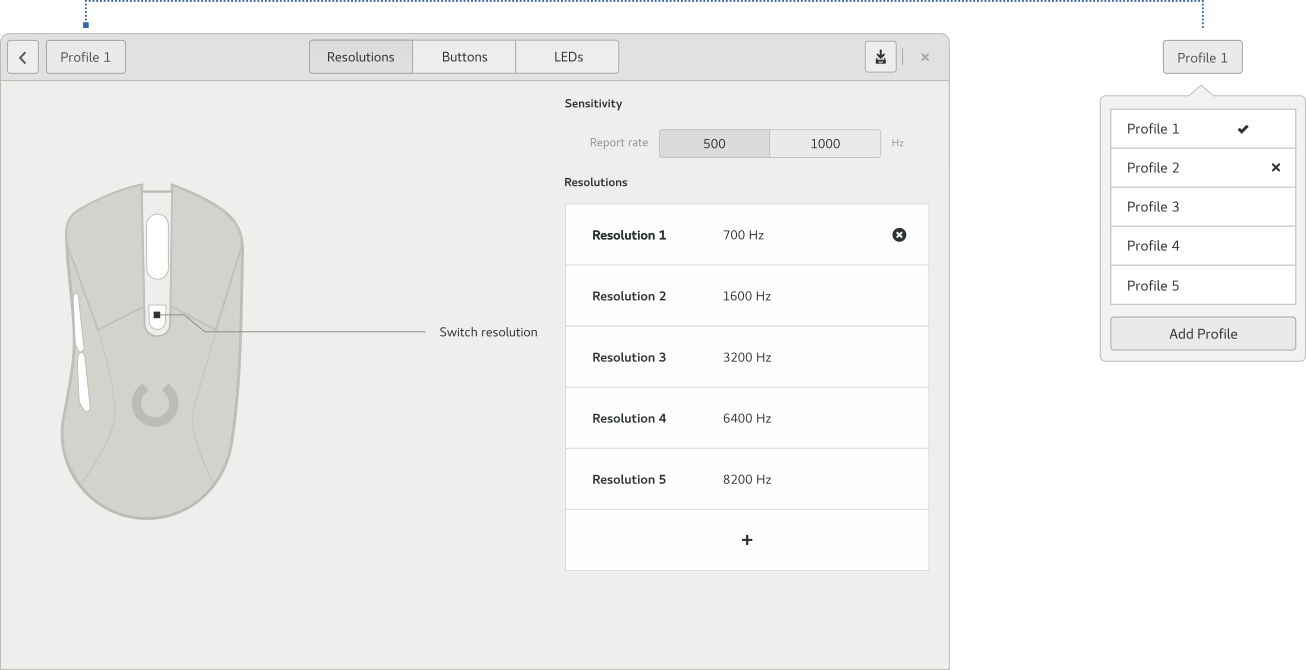 Profile 1
Resolutions
Buttons
LEDs
Sensitivity
Report rate 500 1000 Hz
Resolutions
Resolution 1 700 Hz
Resolution 2 1600 Hz
Resolution 3 3200 Hz
Resolution 4 6400 Hz
Resolution 5 8200 Hz
+
Switch resolution
Profile 1
Profile 1
Profile 2
Profile 3
Profile 4
Profile 5
Add Profile